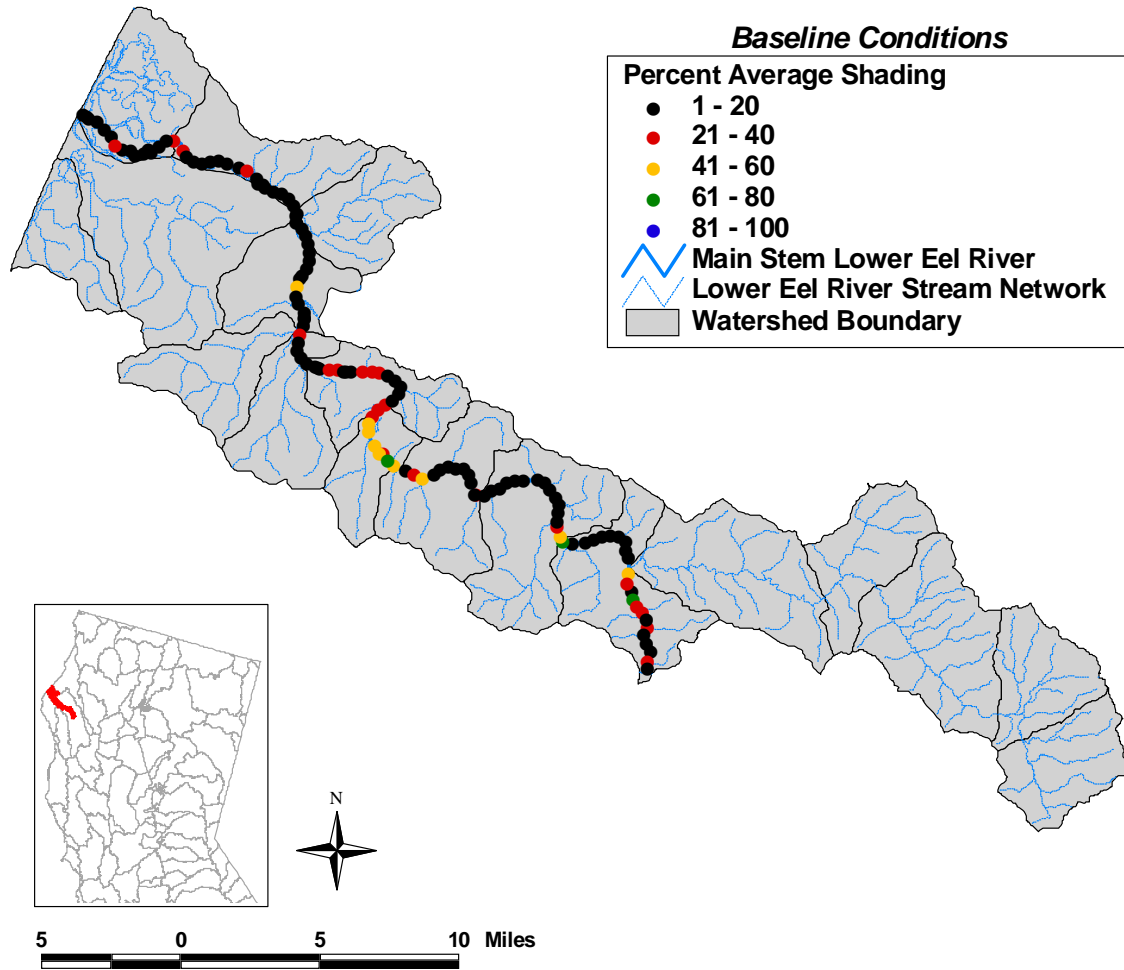 Baseline Conditions
Percent Average Shading
1 - 20
21 - 40
41 - 60
61 - 80
81 - 100
Main Stem Lower Eel River
Lower Eel River Stream Network
Watershed Boundary
N
5 0 5 10 Miles